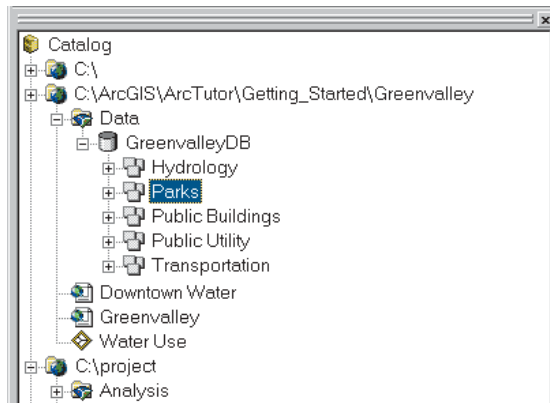 Catalog
C:\
C:\ArcGIS\ArcTutor\Getting_Started\Greenvalley
Data
GreenvalleyDB
Hydrology
Parks
Public Buildings
Public Utility
Transportation
Downtown Water
Greenvalley
Water Use
C:\project
Analysis